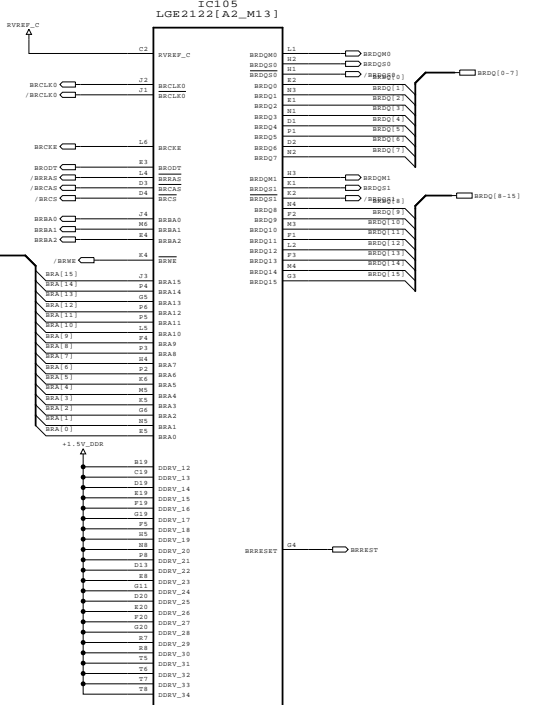 IC105
LGE2122[A2_M13]
RVREF_C
C2 RVREF_C
BRCLK0 J2 BRCLK0
/BRCLK0 J1 BRCLK0
BRCKE L6 BRCKE
BRODT E3 BRODT
/BRRAS L4 BRRAS
/BRCAS D3 BRCAS
/BRCS D4 BRCS
BRBA0 J4 BRBA0
BRBA1 M6 BRBA1
BRBA2 E4 BRBA2
/BRWE K4 BRWE
BRA[15] J3 BRA15
BRA[14] P4 BRA14
BRA[13] G5 BRA13
BRA[12] P6 BRA12
BRA[11] P5 BRA11
BRA[10] L5 BRA10
BRA[9] F4 BRA9
BRA[8] P3 BRA8
BRA[7] H4 BRA7
BRA[6] P2 BRA6
BRA[5] K6 BRA5
BRA[4] M5 BRA4
BRA[3] K5 BRA3
BRA[2] G6 BRA2
BRA[1] N5 BRA1
BRA[0] E5 BRA0
+1.5V_DDR
B19 DDRV_12
C19 DDRV_13
D19 DDRV_14
E19 DDRV_15
F19 DDRV_16
G19 DDRV_17
F5 DDRV_18
H5 DDRV_19
N8 DDRV_20
P8 DDRV_21
D13 DDRV_22
E8 DDRV_23
G11 DDRV_24
D20 DDRV_25
E20 DDRV_26
F20 DDRV_27
G20 DDRV_28
R7 DDRV_29
R8 DDRV_30
T5 DDRV_31
T6 DDRV_32
T7 DDRV_33
T8 DDRV_34
BRDQM0 L1 BRDQM0
BRDQS0 H2 BRDQS0
BRDQS0 H1 /BRDQS0
BRDQ0 E2 BRDQ[0]
BRDQ1 N3 BRDQ[1]
BRDQ2 E1 BRDQ[2]
BRDQ3 N1 BRDQ[3]
BRDQ4 D1 BRDQ[4]
BRDQ5 P1 BRDQ[5]
BRDQ6 D2 BRDQ[6]
BRDQ7 N2 BRDQ[7]
BRDQ[0-7]
BRDQM1 H3 BRDQM1
BRDQS1 K1 BRDQS1
BRDQS1 K2 /BRDQS1
BRDQ8 N4 BRDQ[8]
BRDQ9 F2 BRDQ[9]
BRDQ10 M3 BRDQ[10]
BRDQ11 F1 BRDQ[11]
BRDQ12 L2 BRDQ[12]
BRDQ13 F3 BRDQ[13]
BRDQ14 M4 BRDQ[14]
BRDQ15 G3 BRDQ[15]
BRDQ[8-15]
BRRESET G4 BRREST